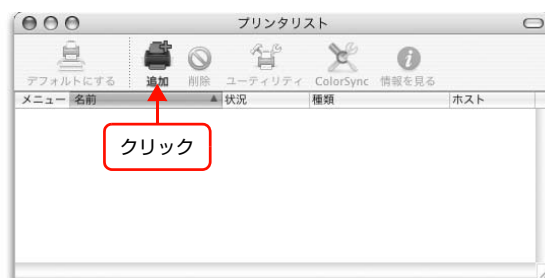 プリンタリスト
デフォルトにする 追加 削除 ユーティリティ ColorSync 情報を見る
メニュー 名前 状況 種類 ホスト
クリック